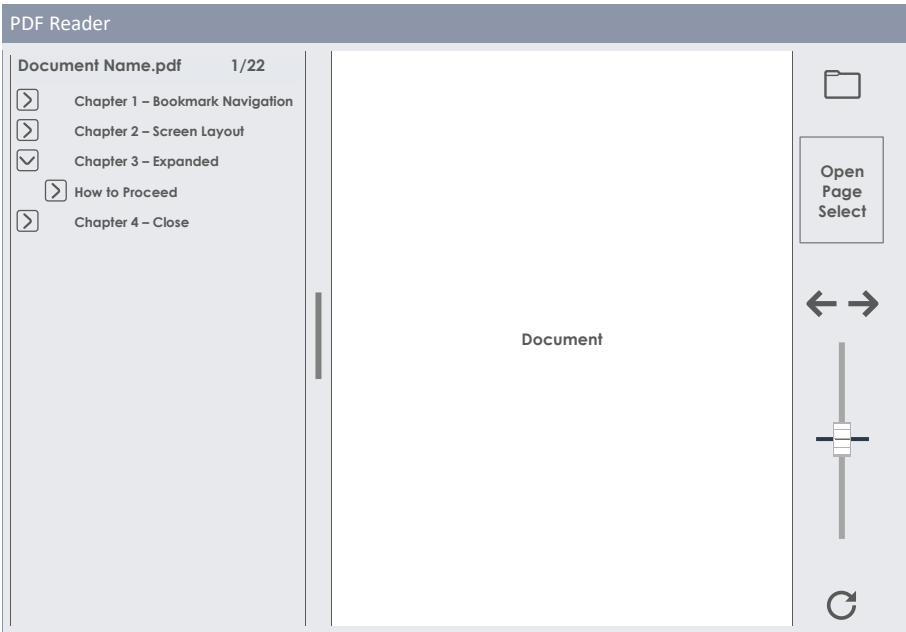 PDF Reader
Document Name.pdf 1/22
Chapter 1 – Bookmark Navigation
Chapter 2 – Screen Layout
Chapter 3 – Expanded
How to Proceed
Chapter 4 – Close
Document
Open
Page
Select